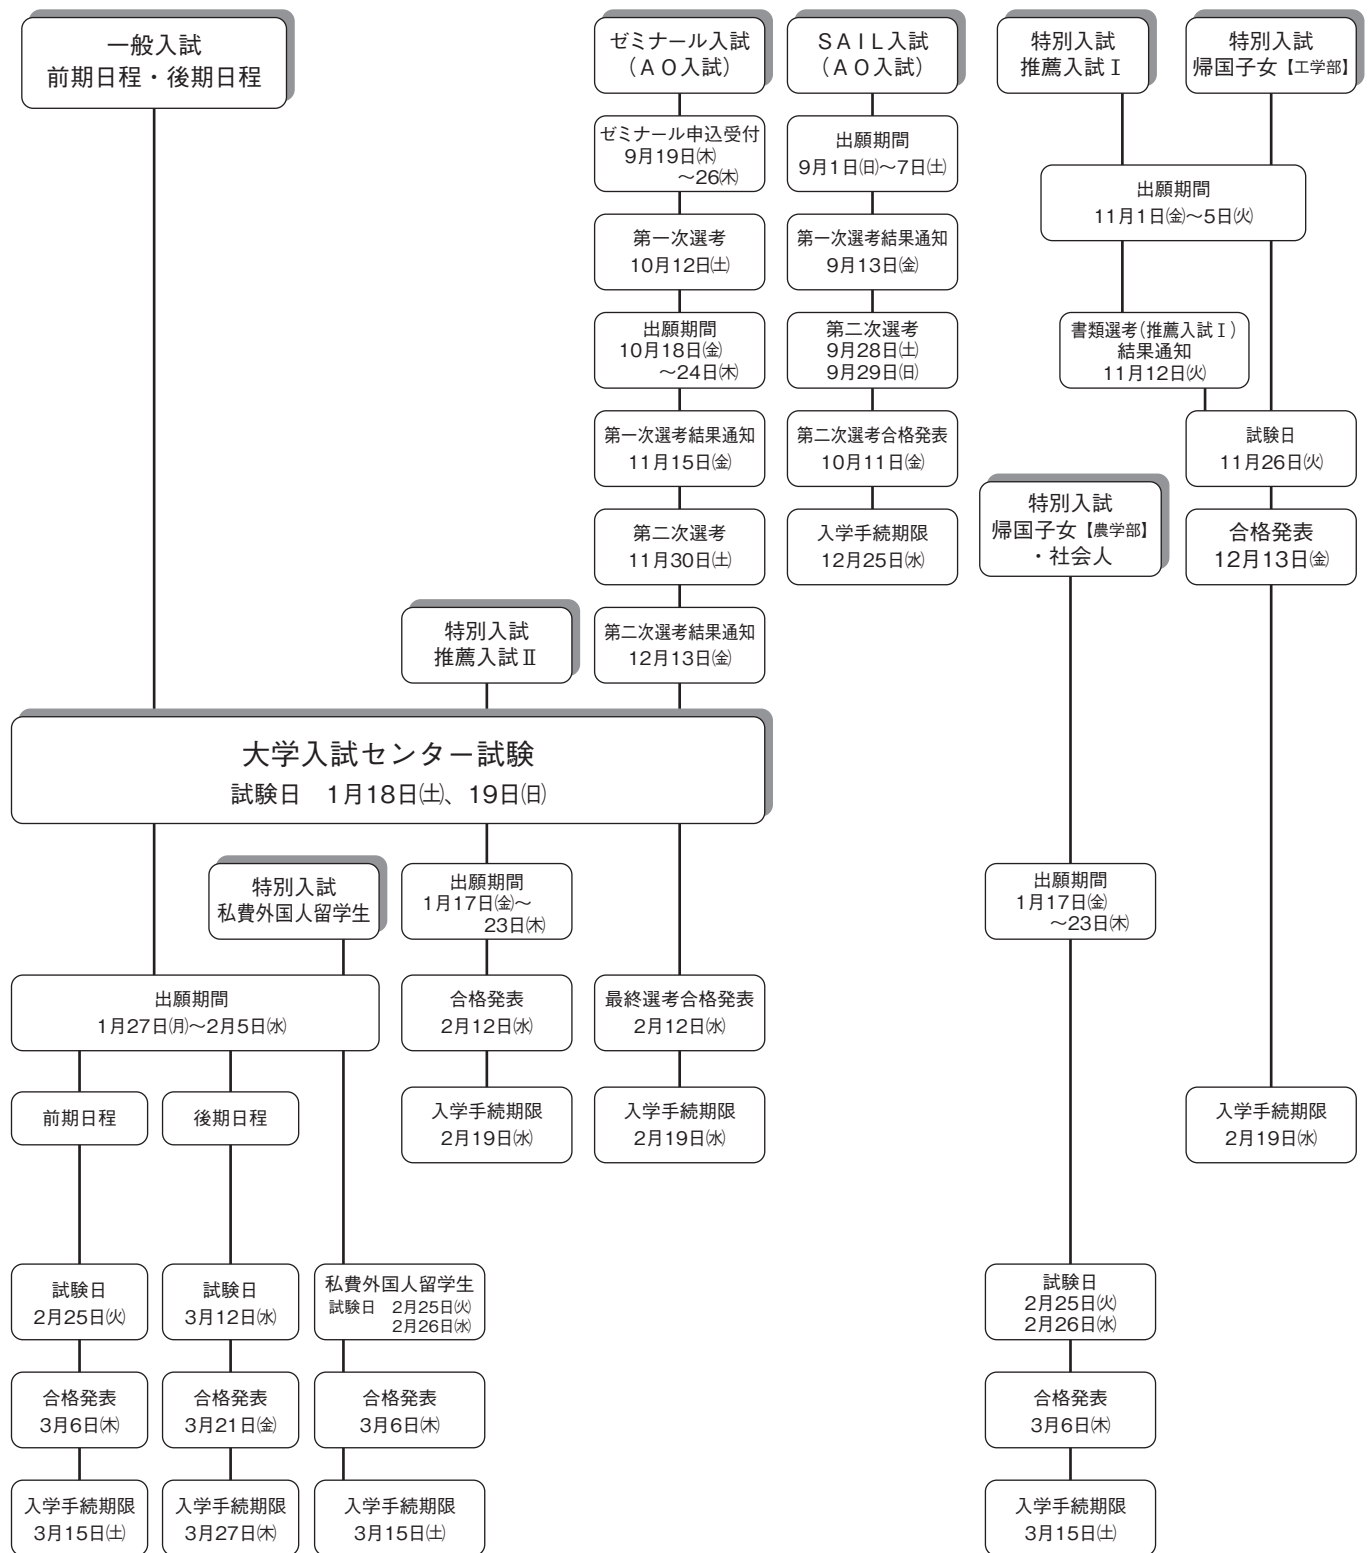 一般入試
前期日程・後期日程
ゼミナール入試
（ＡＯ入試）
ゼミナール申込受付
9月19日㈭
～26㈭
第一次選考
10月12日㈯
出願期間
10月18日㈮
～24日㈭
第一次選考結果通知
11月15日㈮
第二次選考
11月30日㈯
第二次選考結果通知
12月13日㈮
ＳＡＩＬ入試
（ＡＯ入試）
出願期間
9月1日㈰～7日㈯
第一次選考結果通知
9月13日㈮
第二次選考
9月28日㈯
9月29日㈰
第二次選考合格発表
10月11日㈮
入学手続期限
12月25日㈬
特別入試
推薦入試Ⅰ
特別入試
帰国子女【工学部】
出願期間
11月1日㈮～5日㈫
書類選考（推薦入試Ⅰ）
結果通知
11月12日㈫
試験日
11月26日㈫
合格発表
12月13日㈮
特別入試
帰国子女【農学部】
・社会人
特別入試
推薦入試Ⅱ
大学入試センター試験
試験日　1月18日㈯、19日㈰
特別入試
私費外国人留学生
出願期間
1月17日㈮～
23日㈭
出願期間
1月17日㈮
～23日㈭
出願期間
1月27日㈪～2月5日㈬
合格発表
2月12日㈬
最終選考合格発表
2月12日㈬
前期日程
後期日程
入学手続期限
2月19日㈬
入学手続期限
2月19日㈬
入学手続期限
2月19日㈬
試験日
2月25日㈫
試験日
3月12日㈬
私費外国人留学生
試験日　2月25日㈫
2月26日㈬
試験日
2月25日㈫
2月26日㈬
合格発表
3月6日㈭
合格発表
3月21日㈮
合格発表
3月6日㈭
合格発表
3月6日㈭
入学手続期限
3月15日㈯
入学手続期限
3月27日㈭
入学手続期限
3月15日㈯
入学手続期限
3月15日㈯